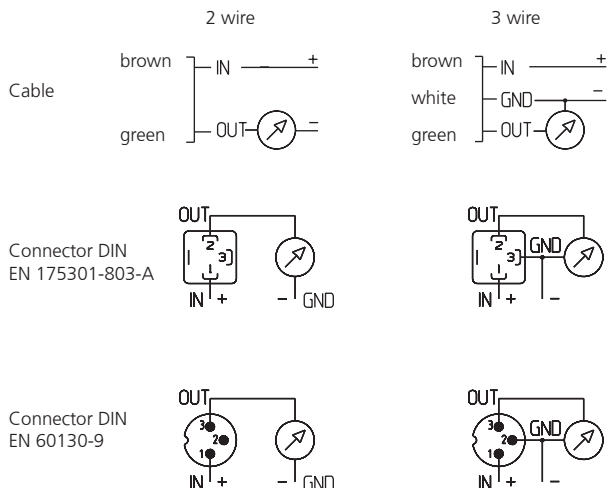 2 wire 3 wire
brown IN – + brown IN +
Cable white GND –
green OUT – green OUT
OUT OUT
2 2 GND
Connector DIN 3 3
EN 175301-803-A 1 1
IN + – GND IN + –
OUT OUT
Connector DIN 3 3 GND
EN 60130-9 2 2
1 1
IN + – GND IN + –